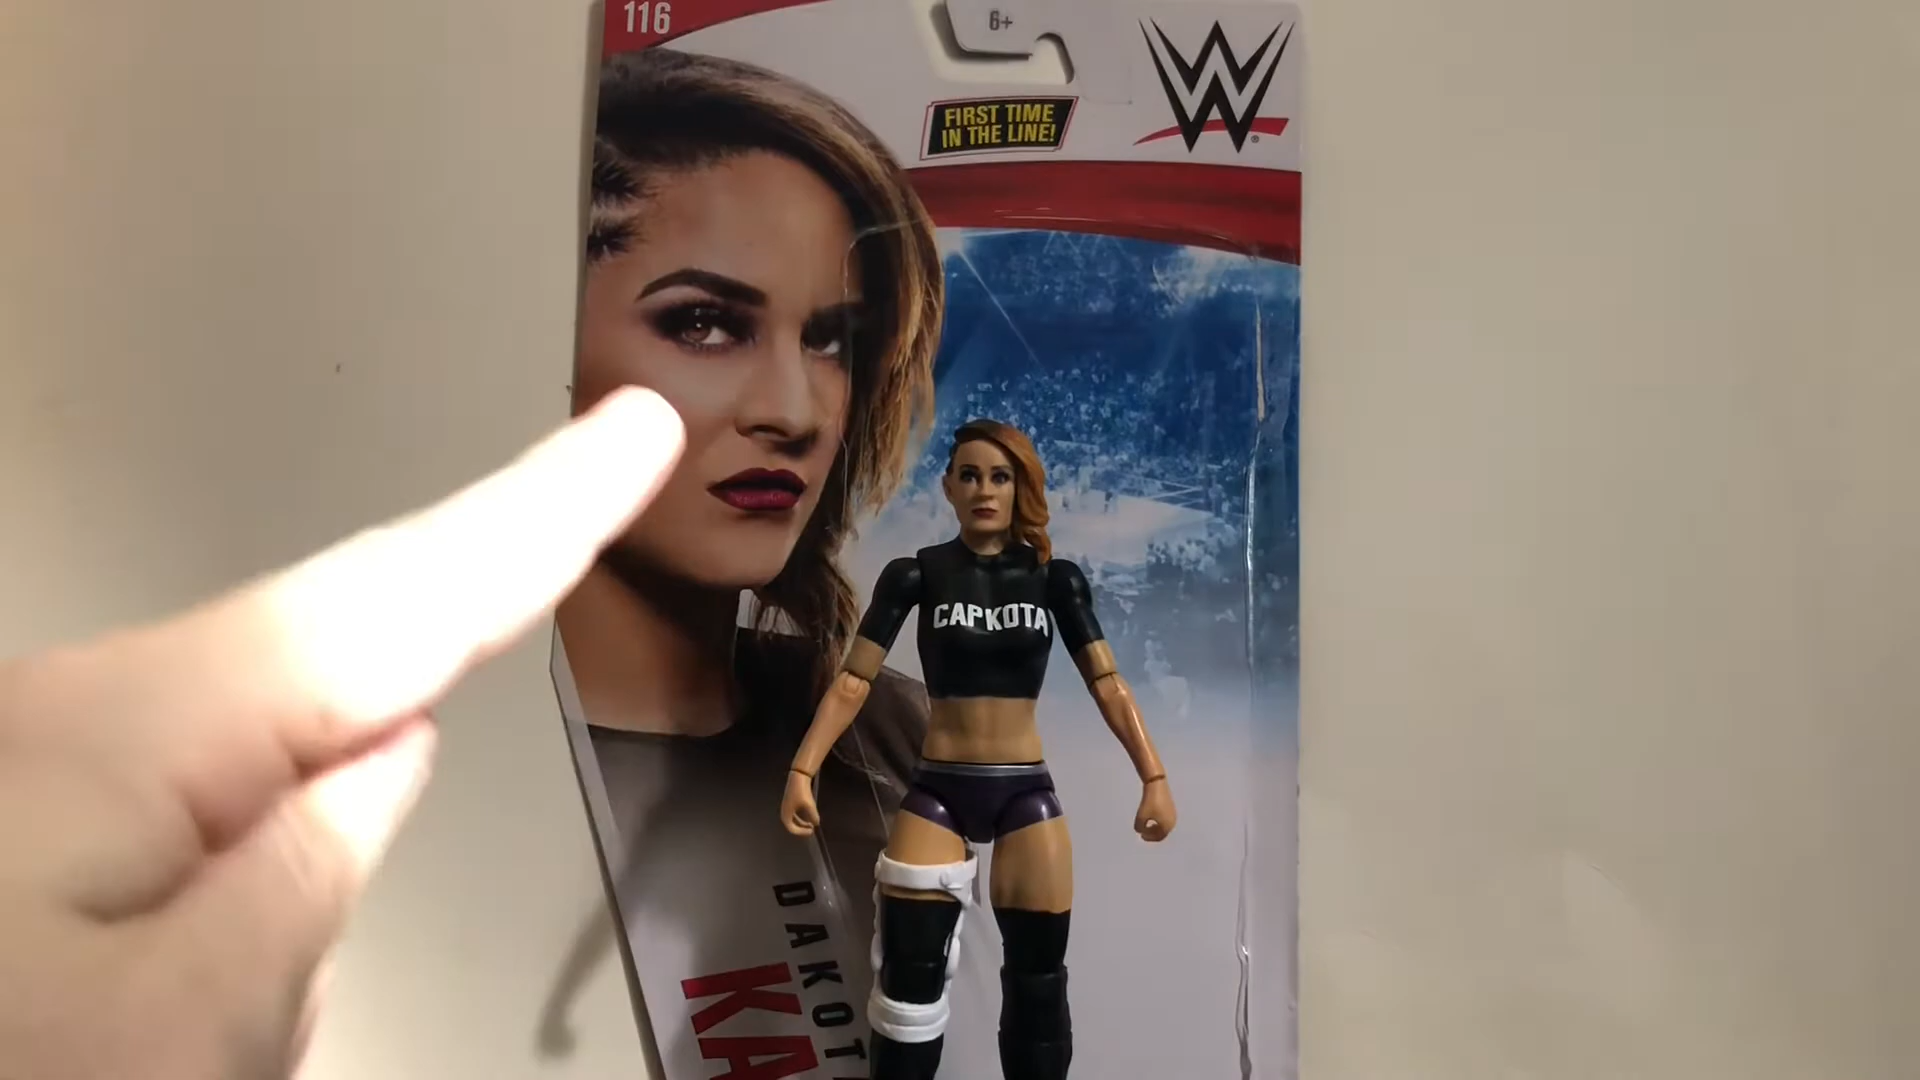 116
6+
FIRST TIME
IN THE LINE!
W
CAPKOTA
DAKOT
KA